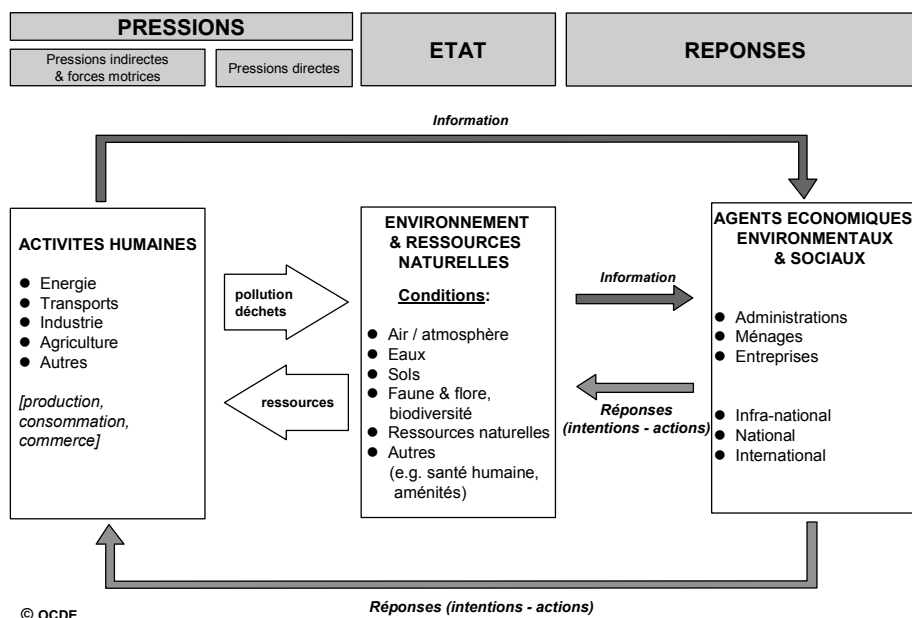 PRESSIONS
Pressions indirectes
& forces motrices
Pressions directes
ETAT
REPONSES
Information
ACTIVITES HUMAINES
● Energie
● Transports
● Industrie
● Agriculture
● Autres
[production,
consommation,
commerce]
pollution
déchets
ressources
ENVIRONNEMENT
& RESSOURCES
NATURELLES
Conditions:
● Air / atmosphère
● Eaux
● Sols
● Faune & flore,
biodiversité
● Ressources naturelles
● Autres
(e.g. santé humaine,
aménités)
Information
Réponses
(intentions - actions)
AGENTS ECONOMIQUES
ENVIRONMENTAUX
& SOCIAUX
● Administrations
● Ménages
● Entreprises
● Infra-national
● National
● International
Réponses (intentions - actions)
© OCDE